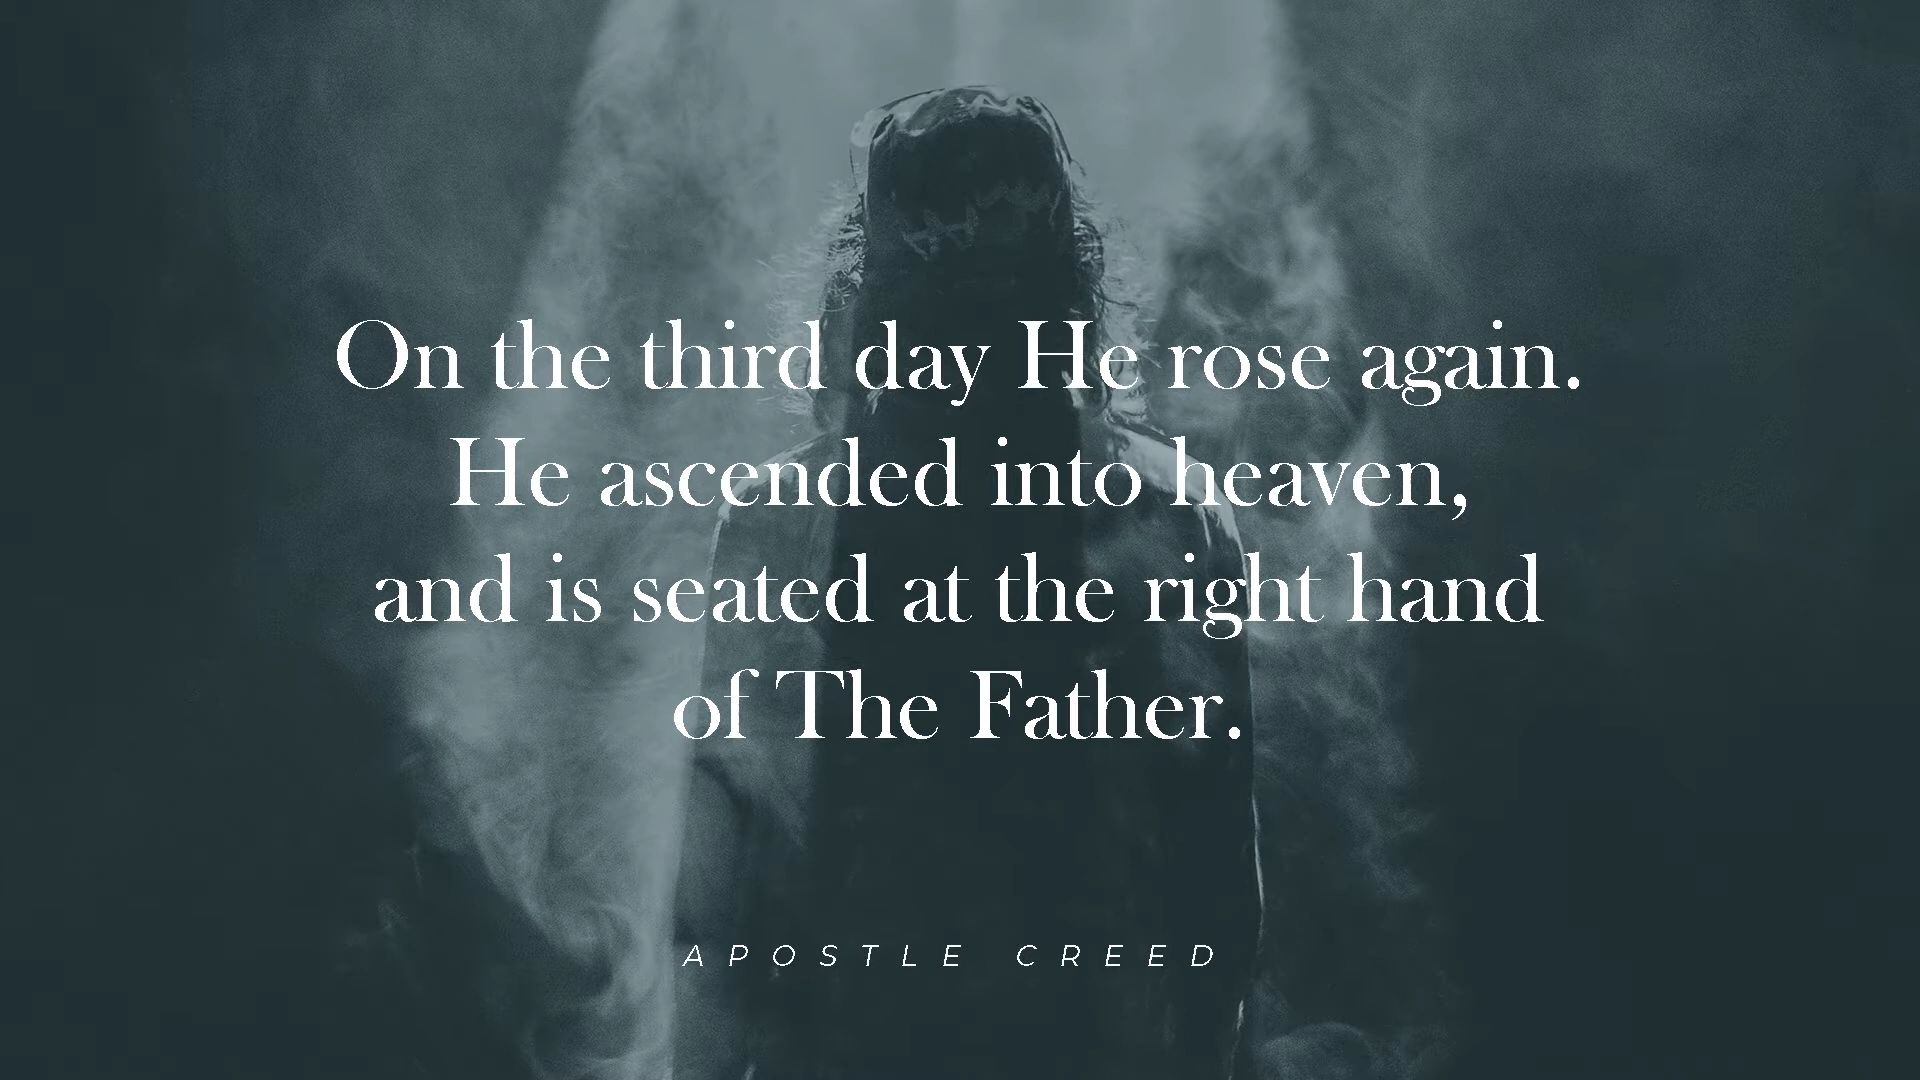 On the third day He rose again.
He ascended into heaven,
and is seated at the right hand
of The Father.
APOSTLE CREED